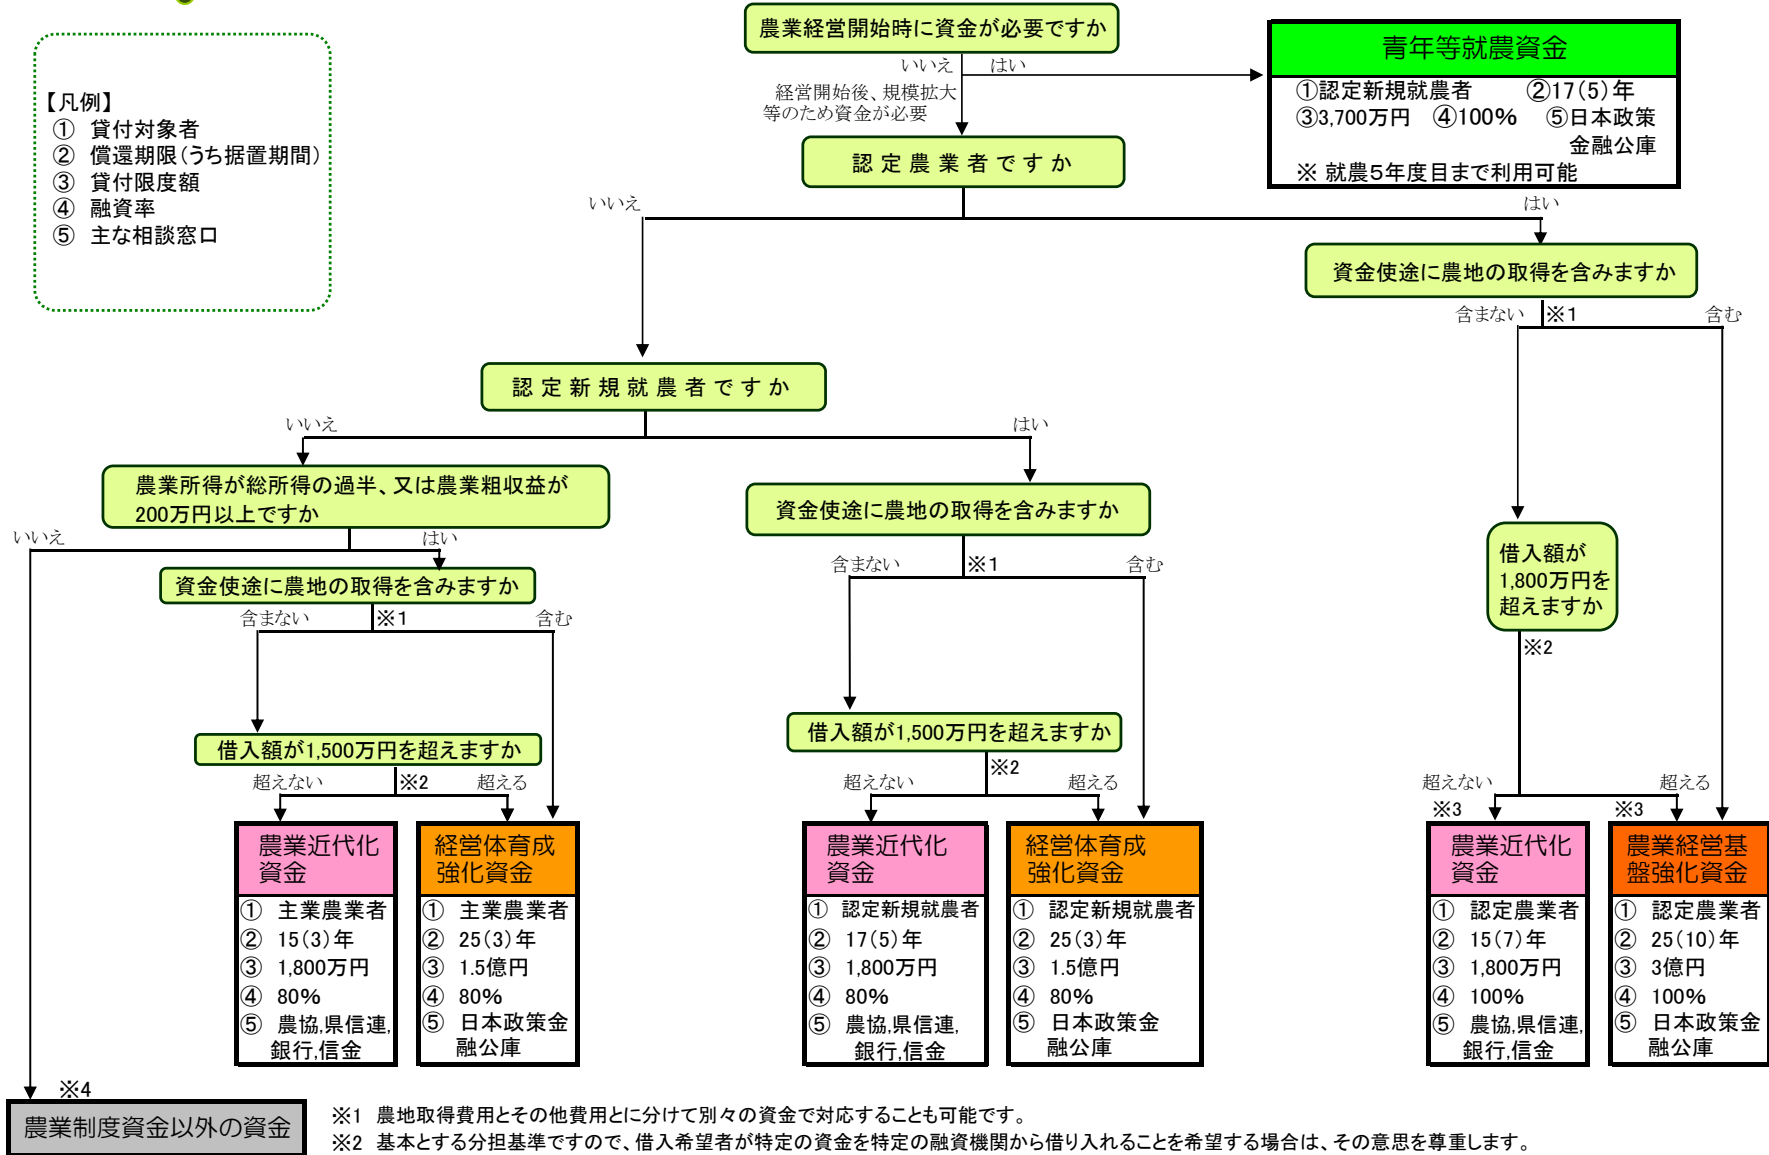 農業経営開始時に資金が必要ですか
いいえ
はい
経営開始後、規模拡大
等のため資金が必要
青年等就農資金
①認定新規就農者 ②17(5)年
③3,700万円 ④100% ⑤日本政策
金融公庫
※ 就農5年度目まで利用可能
【凡例】
① 貸付対象者
② 償還期限(うち据置期間)
③ 貸付限度額
④ 融資率
⑤ 主な相談窓口
認定農業者ですか
いいえ
はい
資金使途に農地の取得を含みますか
含まない
※1
含む
認定新規就農者ですか
いいえ
はい
農業所得が総所得の過半、又は農業粗収益が
200万円以上ですか
いいえ
はい
資金使途に農地の取得を含みますか
含まない
※1
含む
資金使途に農地の取得を含みますか
含まない
※1
含む
借入額が
1,800万円を
超えますか
※2
借入額が1,500万円を超えますか
超えない
※2
超える
借入額が1,500万円を超えますか
超えない
※2
超える
超えない
※3
超える
※3
農業近代化
資金
① 主業農業者
② 15(3)年
③ 1,800万円
④ 80%
⑤ 農協,県信連,
銀行,信金
経営体育成
強化資金
① 主業農業者
② 25(3)年
③ 1.5億円
④ 80%
⑤ 日本政策金
融公庫
農業近代化
資金
① 認定新規就農者
② 17(5)年
③ 1,800万円
④ 80%
⑤ 農協,県信連,
銀行,信金
経営体育成
強化資金
① 認定新規就農者
② 25(3)年
③ 1.5億円
④ 80%
⑤ 日本政策金
融公庫
農業近代化
資金
① 認定農業者
② 15(7)年
③ 1,800万円
④ 100%
⑤ 農協,県信連,
銀行,信金
農業経営基
盤強化資金
① 認定農業者
② 25(10)年
③ 3億円
④ 100%
⑤ 日本政策金
融公庫
※4
農業制度資金以外の資金
※1 農地取得費用とその他費用とに分けて別々の資金で対応することも可能です。
※2 基本とする分担基準ですので、借入希望者が特定の資金を特定の融資機関から借り入れることを希望する場合は、その意思を尊重します。